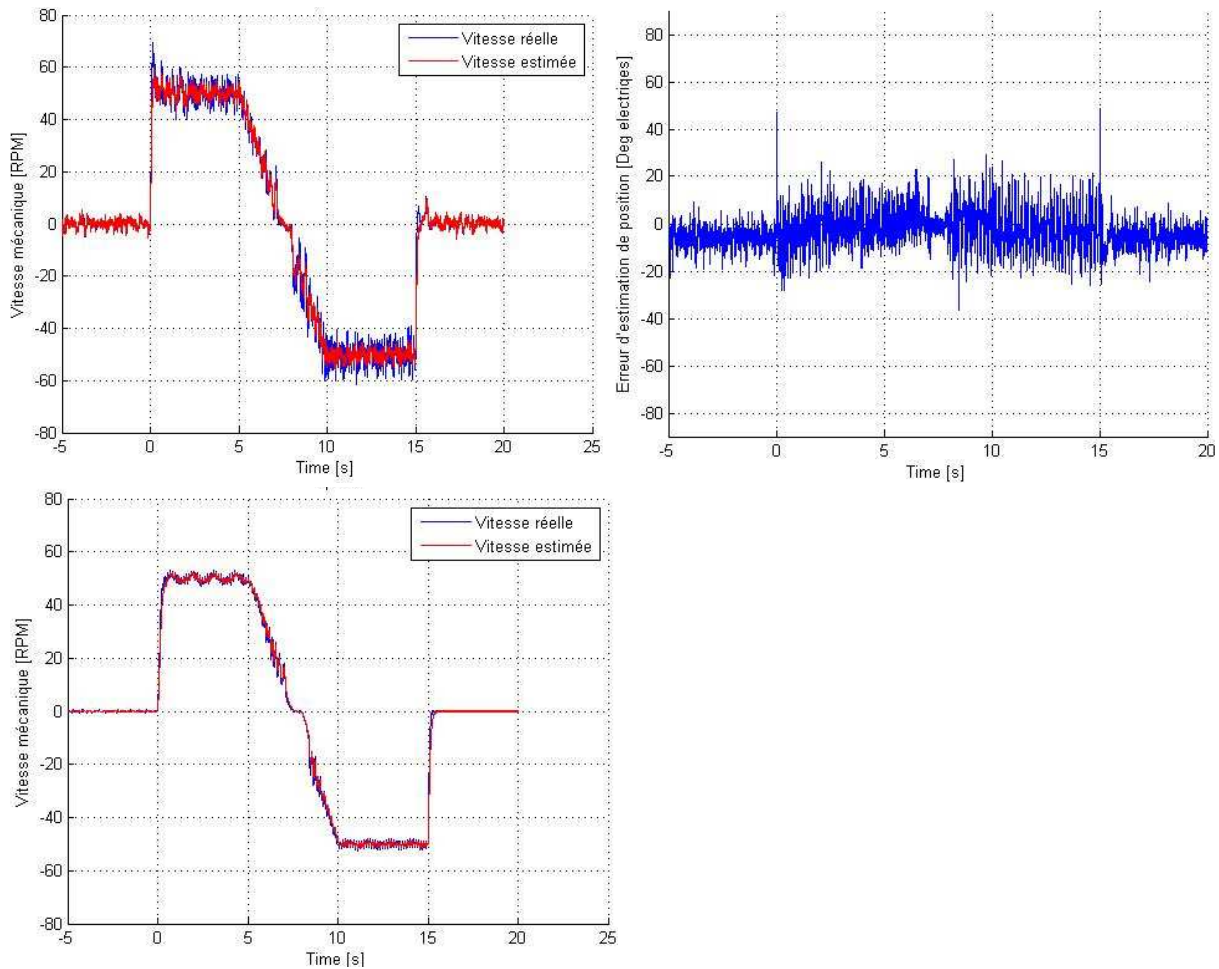 80
60
40
20
0
-20
-40
-60
-80
Vitesse mécanique [RPM]
Vitesse réelle
Vitesse estimée
-5 0 5 10 15 20 25
Time [s]
80
60
40
20
0
-20
-40
-60
-80
Erreur d'estimation de position [Deg electriqes]
-5 0 5 10 15 20
Time [s]
80
60
40
20
0
-20
-40
-60
-80
Vitesse mécanique [RPM]
Vitesse réelle
Vitesse estimée
-5 0 5 10 15 20 25
Time [s]